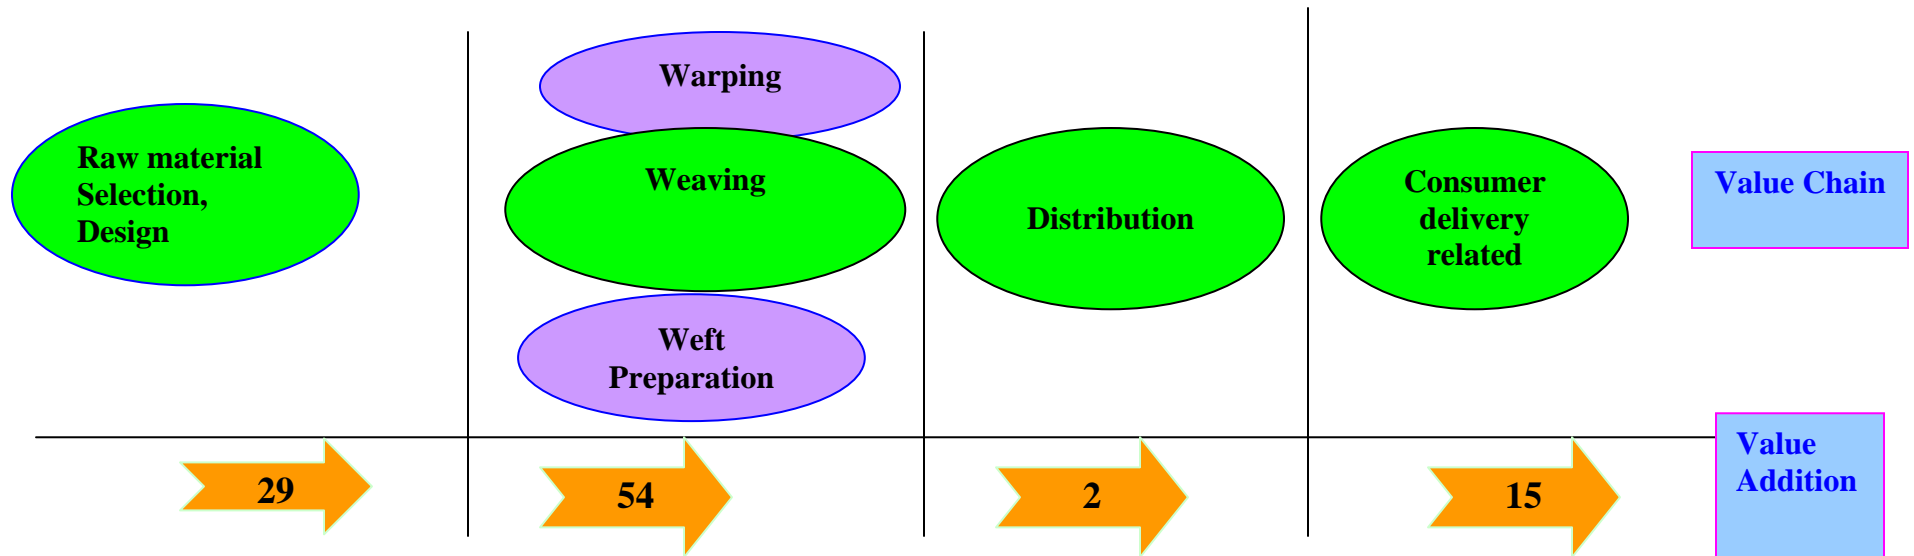 Raw material
Selection,
Design
Warping
Weaving
Weft
Preparation
Distribution
Consumer
delivery
related
Value Chain
29
54
2
15
Value
Addition